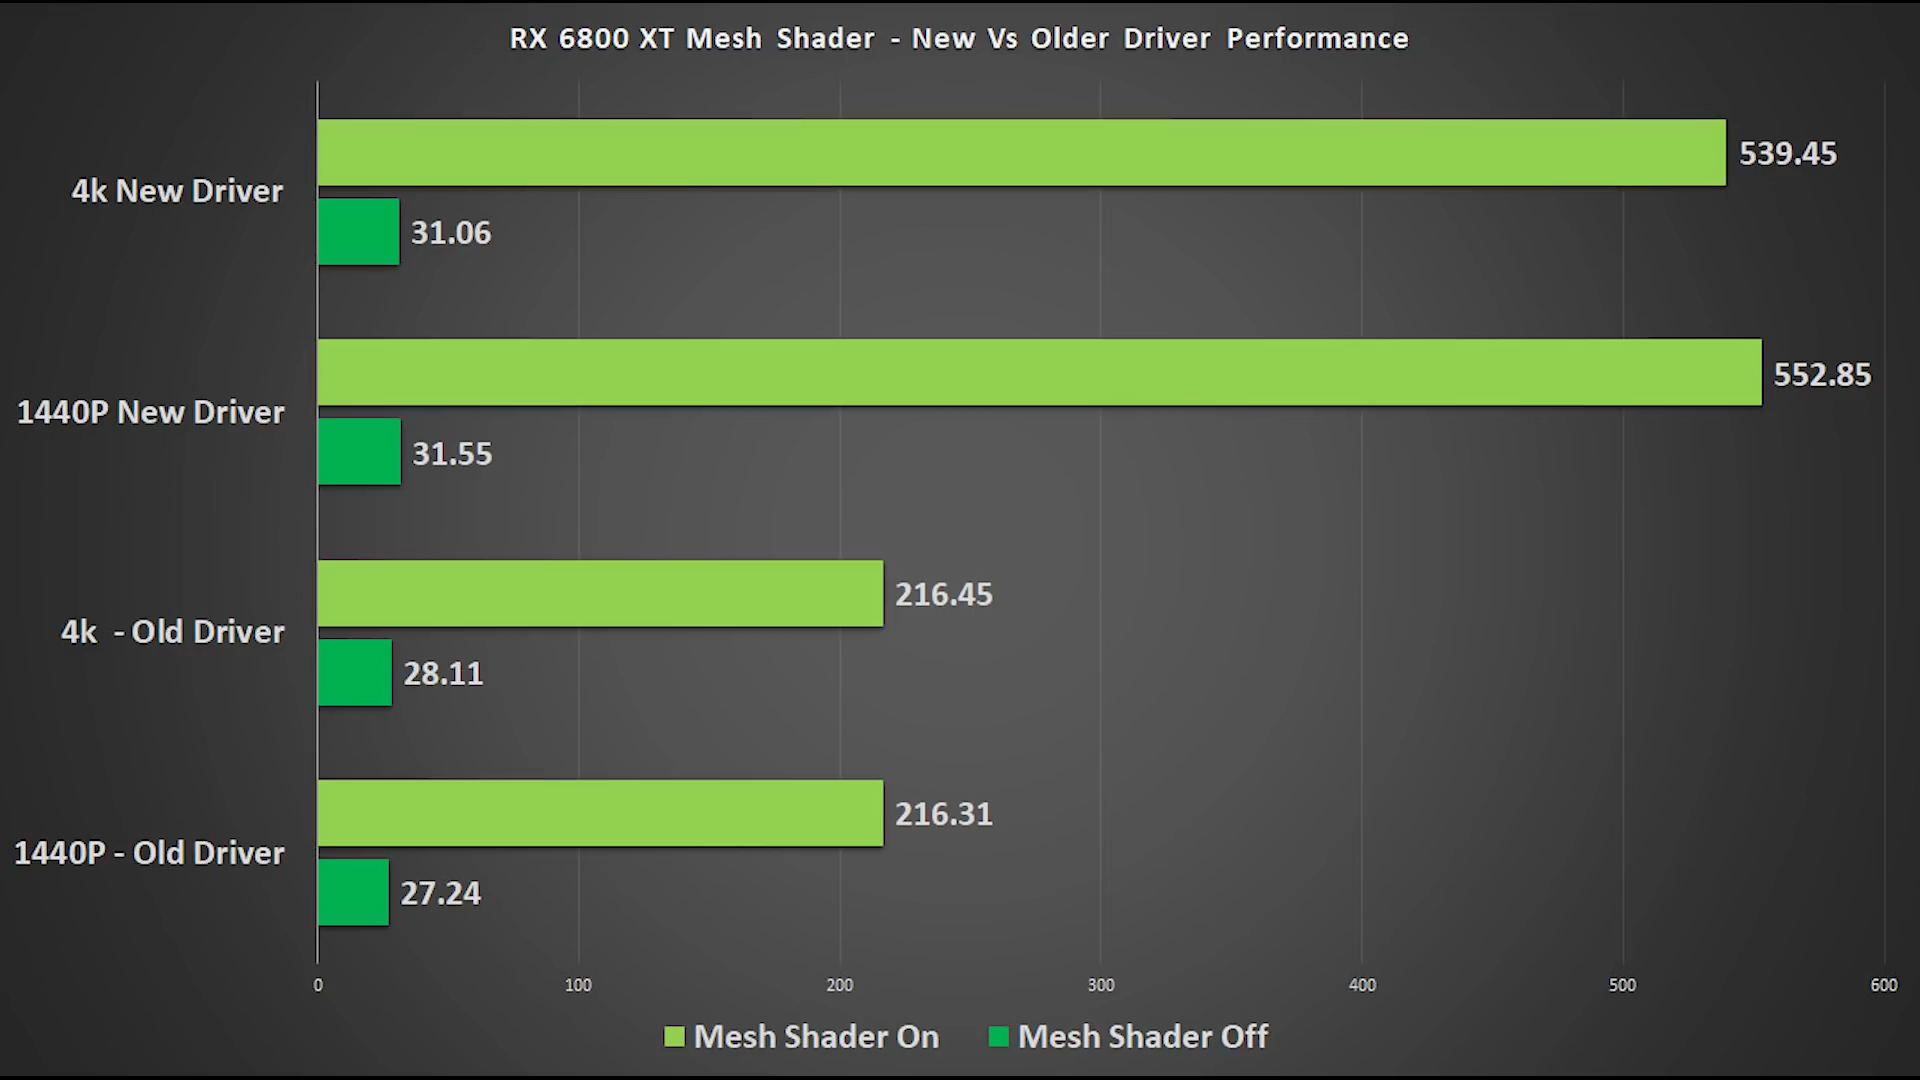 RX 6800 XT Mesh Shader - New Vs Older Driver Performance
539.45
4k New Driver
31.06
552.85
1440P New Driver
31.55
216.45
4k - Old Driver
28.11
216.31
1440P - Old Driver
27.24
0 100 200 300 400 500 600
Mesh Shader On Mesh Shader Off